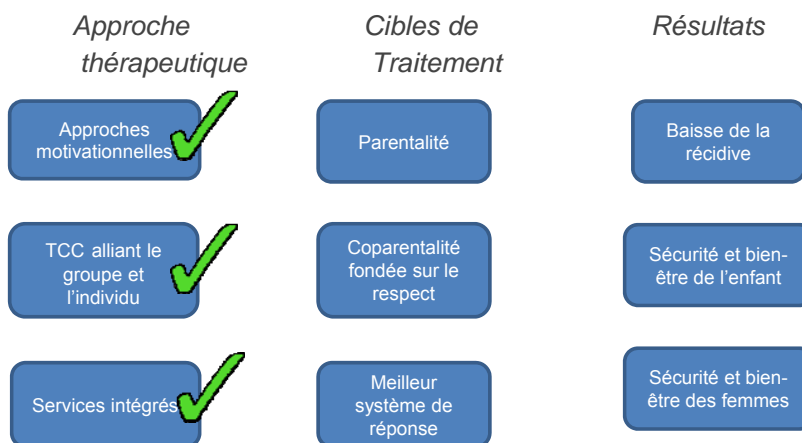 Approche
thérapeutique
Cibles de
Traitement
Résultats
Approches
motivationnelles
Parentalité
Baisse de la
récidive
TCC alliant le
groupe et
l'individu
Coparentalité
fondée sur le
respect
Sécurité et bien-
être de l'enfant
Services intégrés
Meilleur
système de
réponse
Sécurité et bien-
être des femmes